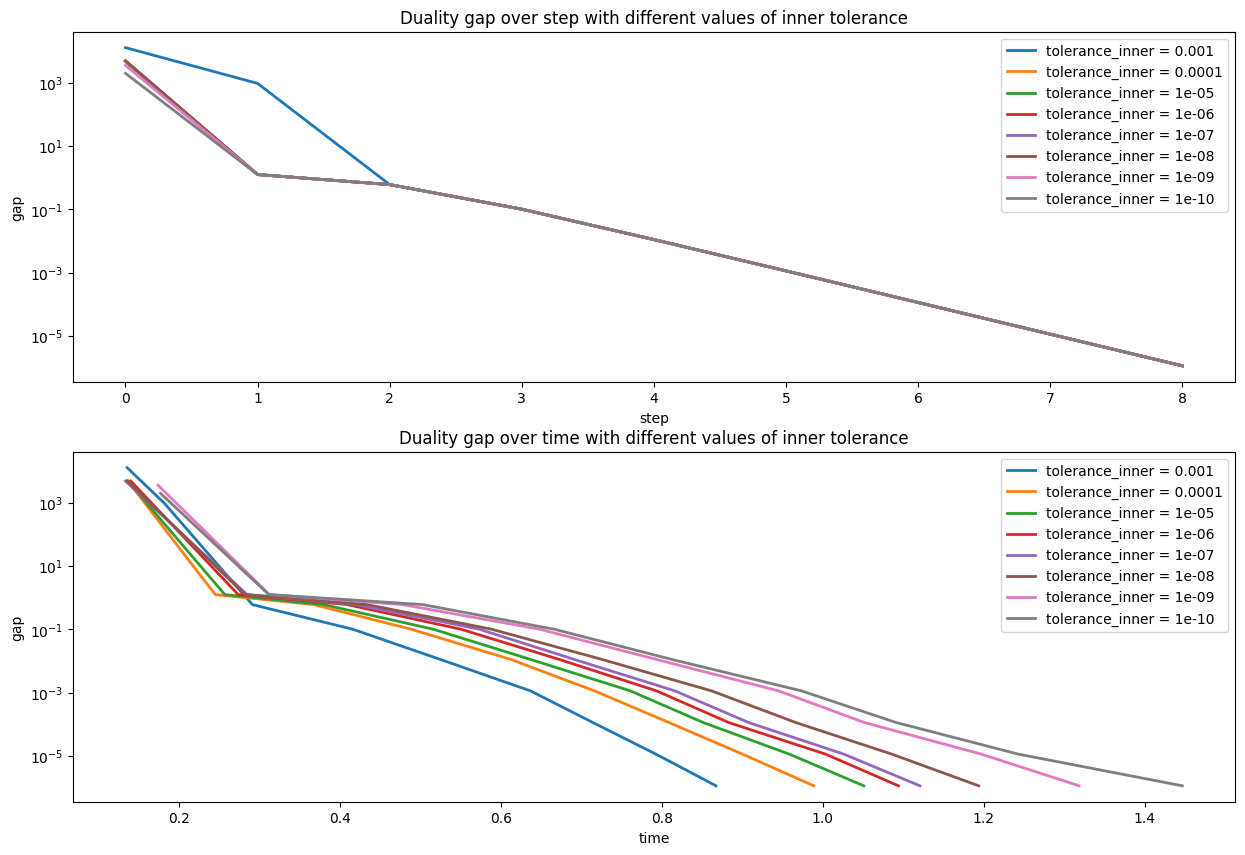 Duality gap over step with different values of inner tolerance
gap
10^3
10^1
10^-1
10^-3
10^-5
tolerance_inner = 0.001
tolerance_inner = 0.0001
tolerance_inner = 1e-05
tolerance_inner = 1e-06
tolerance_inner = 1e-07
tolerance_inner = 1e-08
tolerance_inner = 1e-09
tolerance_inner = 1e-10
0 1 2 3 4 5 6 7 8
step
Duality gap over time with different values of inner tolerance
gap
10^3
10^1
10^-1
10^-3
10^-5
tolerance_inner = 0.001
tolerance_inner = 0.0001
tolerance_inner = 1e-05
tolerance_inner = 1e-06
tolerance_inner = 1e-07
tolerance_inner = 1e-08
tolerance_inner = 1e-09
tolerance_inner = 1e-10
0.2 0.4 0.6 0.8 1.0 1.2 1.4
time